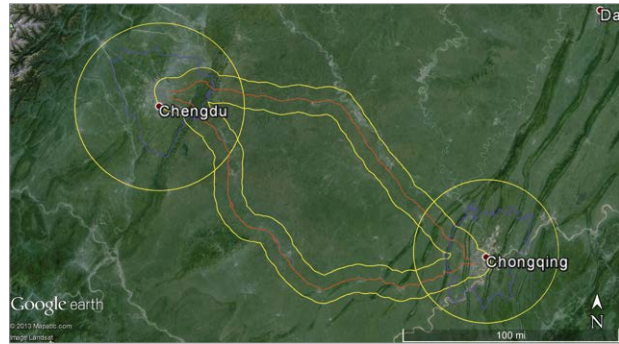 Da
Chengdu
Chongqing
Google earth
© 2013 Mapabc.com
Image Landsat
N
100 mi